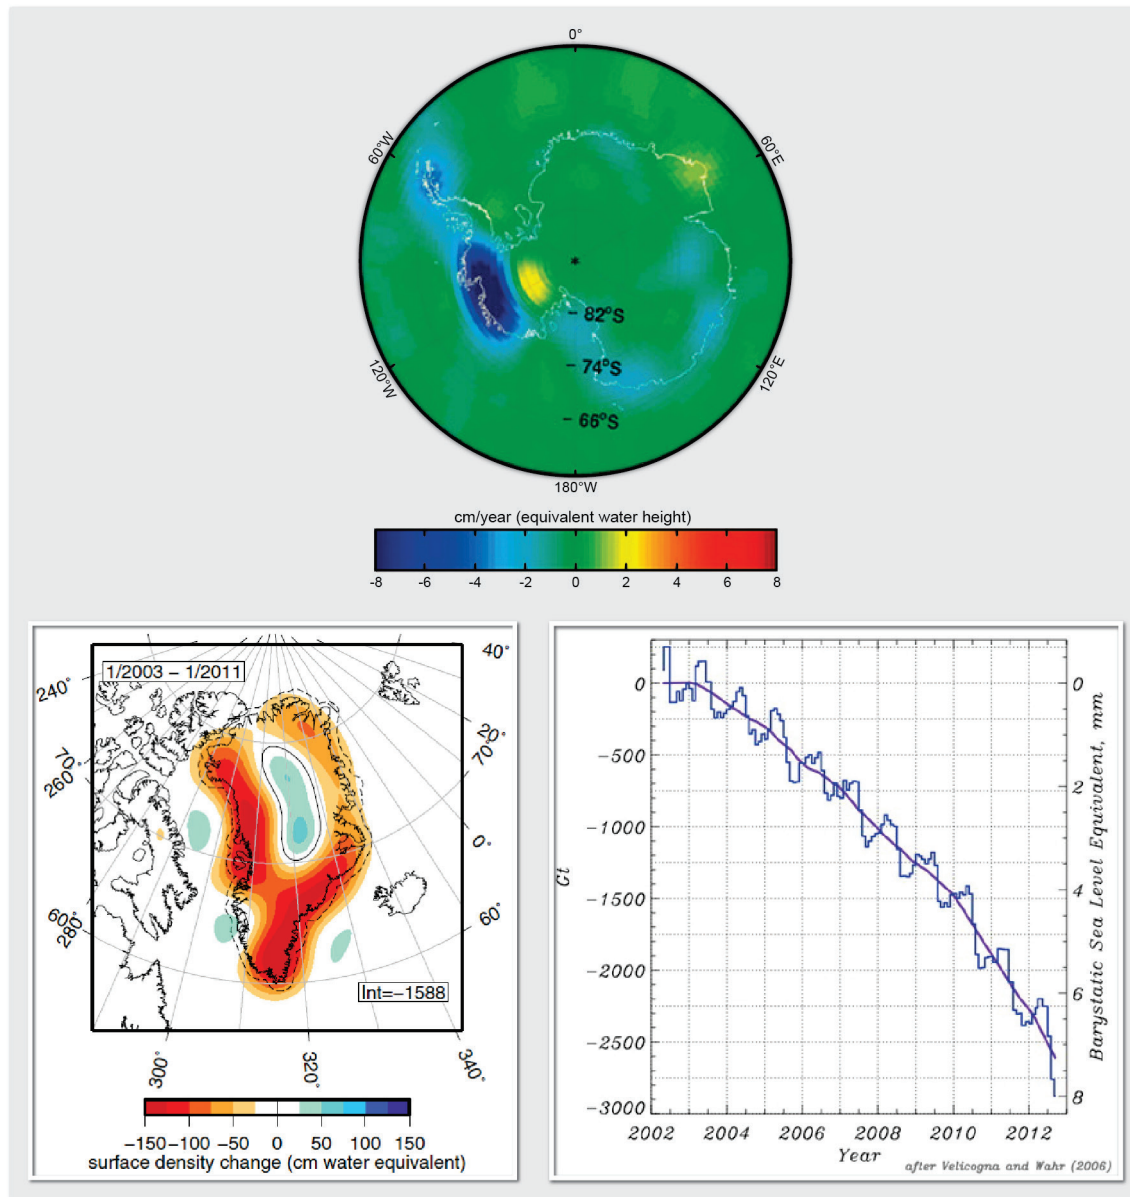 0°
60°W
60°E
82°S
74°S
66°S
120°W
120°E
180°W
cm/year (equivalent water height)
-8 -6 -4 -2 0 2 4 6 8
1/2003 − 1/2011
40°
240°
20°
70°
260°
0°
60°
280°
60°
Int=−1588
300°
320°
340°
−150 −100 −50 0 50 100 150
surface density change (cm water equivalent)
0
−500
−1000
−1500
−2000
−2500
−3000
Gt
0
2
4
6
8
Barystatic Sea Level Equivalent, mm
2002 2004 2006 2008 2010 2012
Year
after Velicogna and Wahr (2006)